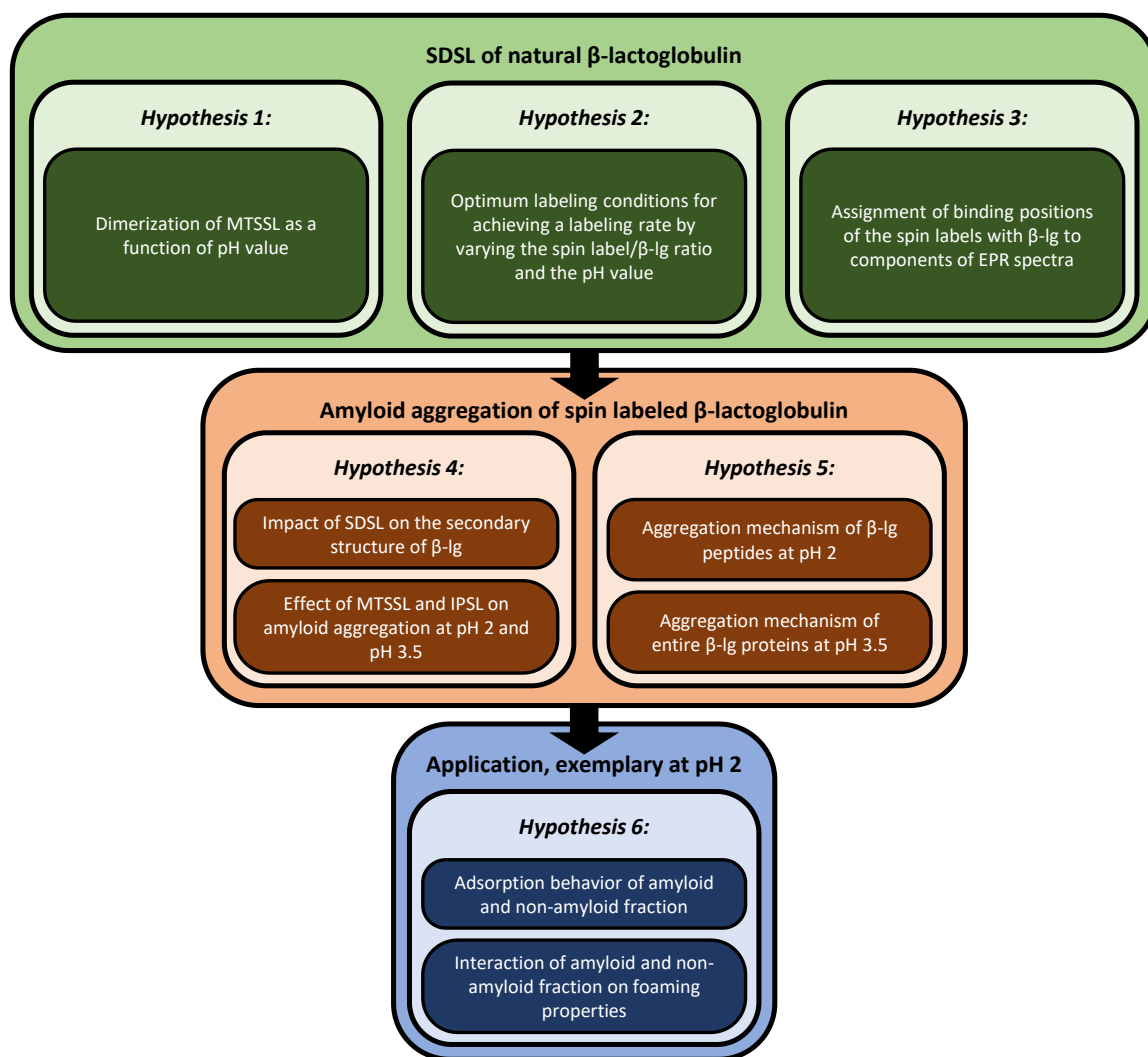 SDSL of natural β-lactoglobulin
Hypothesis 1:
Dimerization of MTSSL as a
function of pH value
Hypothesis 2:
Optimum labeling conditions for
achieving a labeling rate by
varying the spin label/β-lg ratio
and the pH value
Hypothesis 3:
Assignment of binding positions
of the spin labels with β-lg to
components of EPR spectra
Amyloid aggregation of spin labeled β-lactoglobulin
Hypothesis 4:
Impact of SDSL on the secondary
structure of β-lg
Effect of MTSSL and IPSL on
amyloid aggregation at pH 2 and
pH 3.5
Hypothesis 5:
Aggregation mechanism of β-lg
peptides at pH 2
Aggregation mechanism of
entire β-lg proteins at pH 3.5
Application, exemplary at pH 2
Hypothesis 6:
Adsorption behavior of amyloid
and non-amyloid fraction
Interaction of amyloid and non-
amyloid fraction on foaming
properties